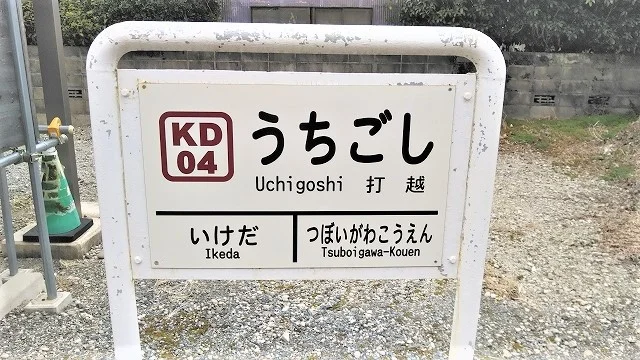 KD
04
うちごし
Uchigoshi 打越
いけだ
Ikeda
つぼいがわこうえん
Tsuboigawa-Kouen